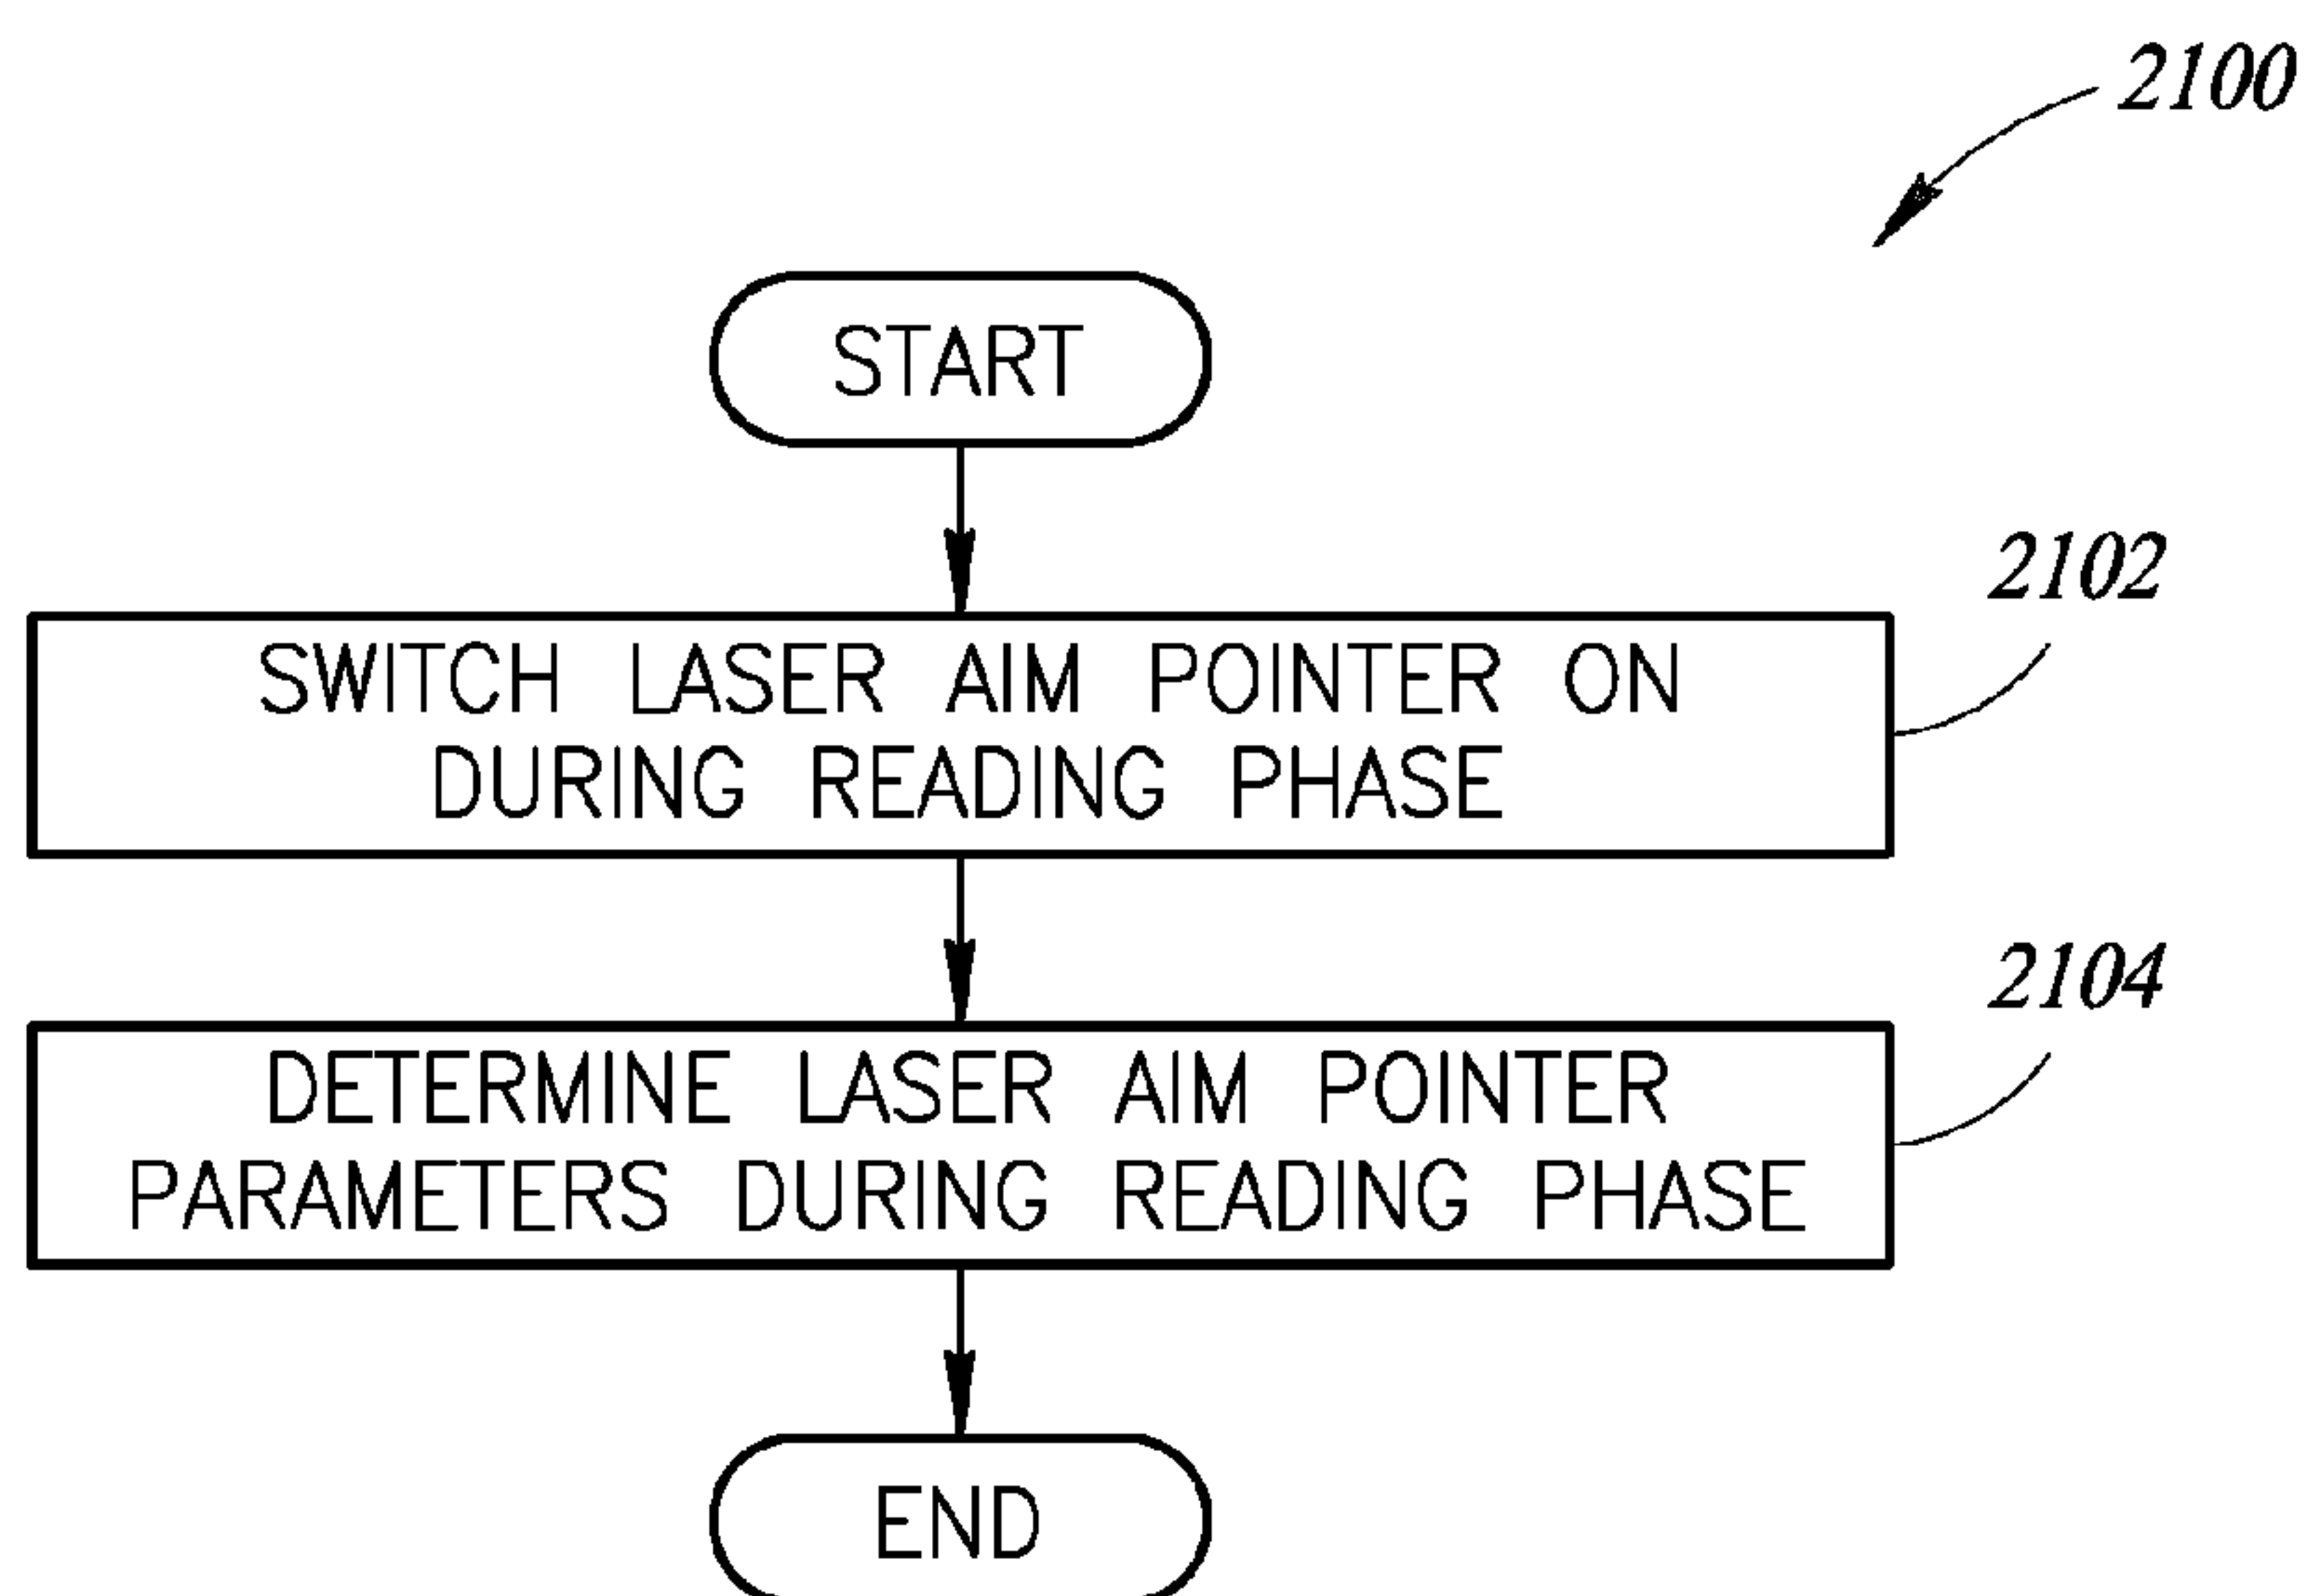 2100
START
2102
SWITCH LASER AIM POINTER ON
DURING READING PHASE
2104
DETERMINE LASER AIM POINTER
PARAMETERS DURING READING PHASE
END